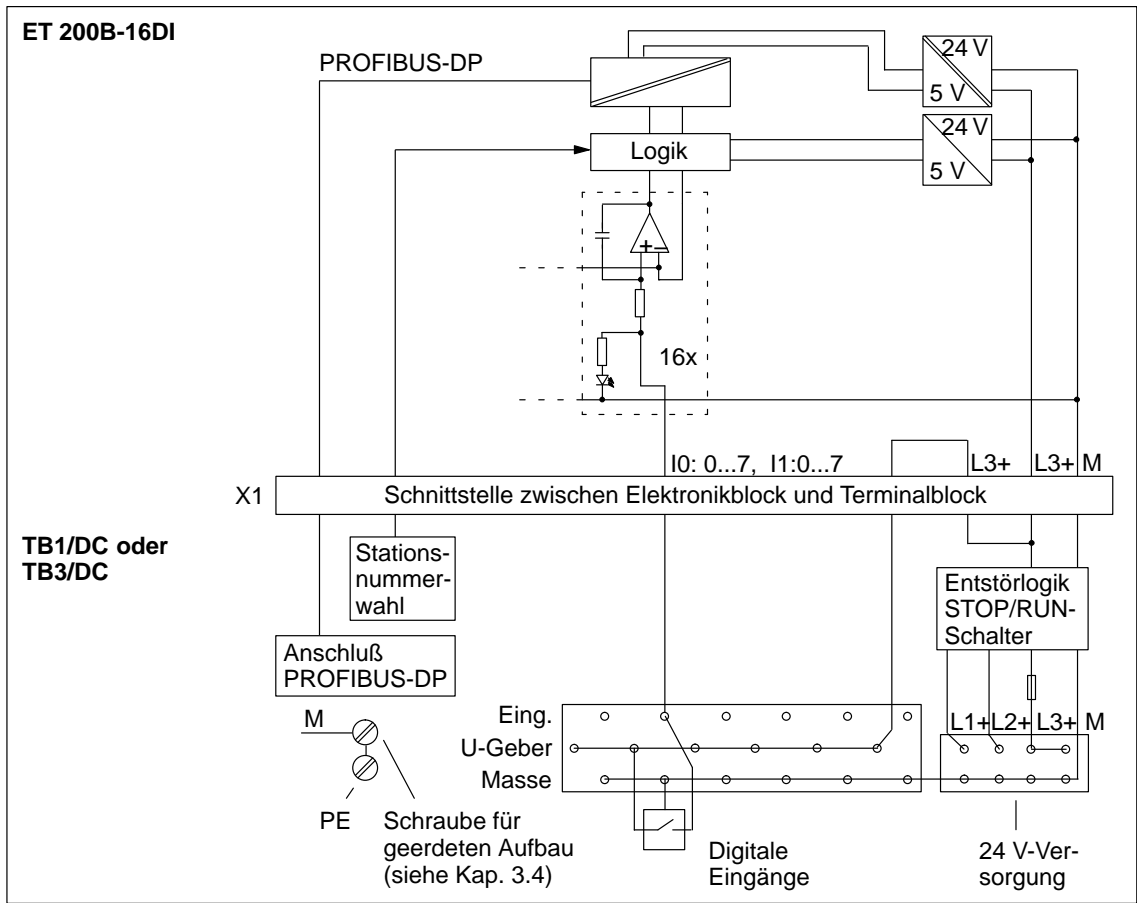 ET 200B-16DI
PROFIBUS-DP
24 V
5 V
24 V
5 V
Logik
+ –
16x
I0: 0...7, I1:0...7
L3+ L3+ M
X1 Schnittstelle zwischen Elektronikblock und Terminalblock
TB1/DC oder
TB3/DC
Stations-
nummer-
wahl
Entstörlogik
STOP/RUN-
Schalter
Anschluß
PROFIBUS-DP
M
Eing.
U-Geber
Masse
L1+ L2+ L3+ M
PE
Schraube für
geerdeten Aufbau
(siehe Kap. 3.4)
Digitale
Eingänge
24 V-Ver-
sorgung